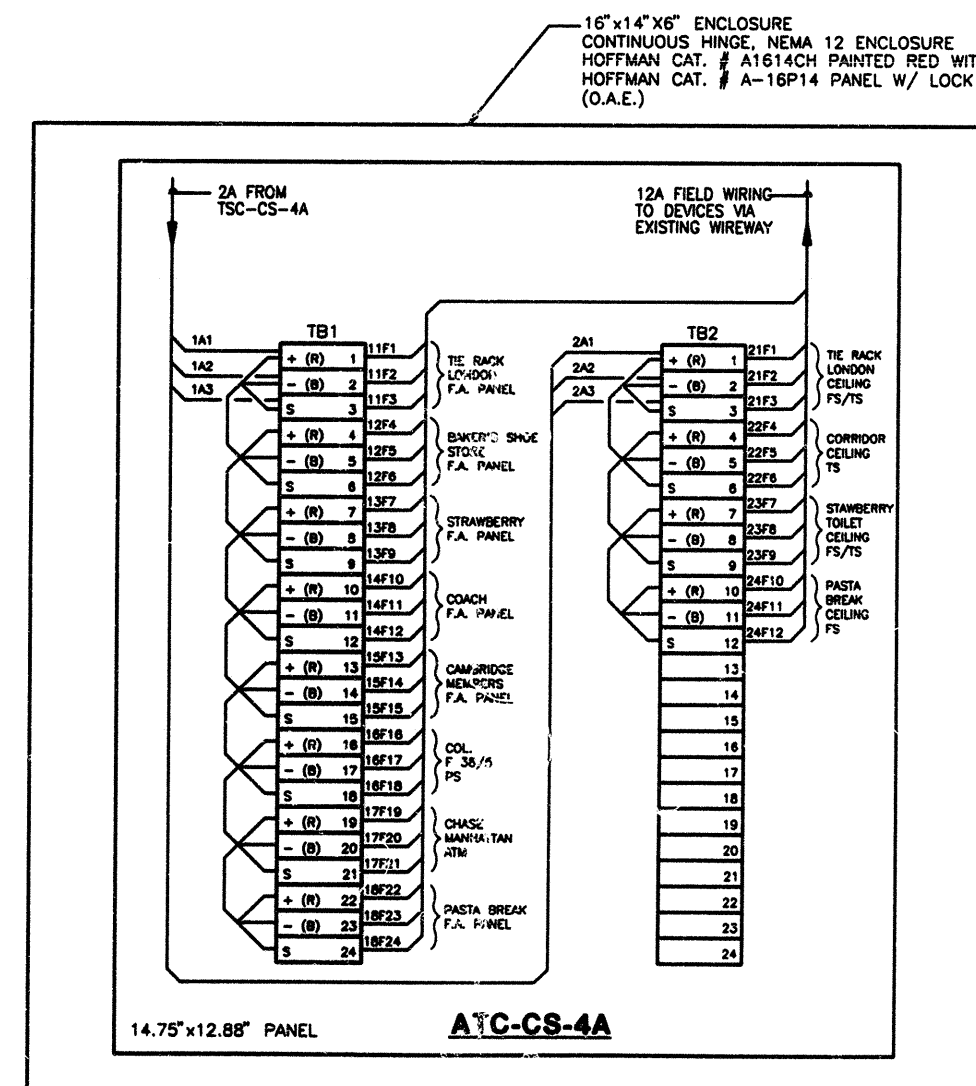 16"x14"X6" ENCLOSURE
CONTINUOUS HINGE, NEMA 12 ENCLOSURE
HOFFMAN CAT. # A1614CH PAINTED RED WIT
HOFFMAN CAT. # A-16P14 PANEL W/ LOCK
(O.A.E.)
2A FROM
TSC-CS-4A
12A FIELD WIRING
TO DEVICES VIA
EXISTING WIREWAY
TB1
1A1
1A2
1A3
+ (R) 1 11F1
- (B) 2 11F2
S 3 11F3
TIE RACK
LONDON
F.A. PANEL
+ (R) 4 12F4
- (B) 5 12F5
S 6 12F6
BAKER'S SHOE
STORE
F.A. PANEL
+ (R) 7 13F7
- (B) 8 13F8
S 9 13F9
STRAWBERRY
F.A. PANEL
+ (R) 10 14F10
- (B) 11 14F11
S 12 14F12
COACH
F.A. PANEL
+ (R) 13 15F13
- (B) 14 15F14
S 15 15F15
CAMBRIDGE
MEMBERS
F.A. PANEL
+ (R) 16 16F16
- (B) 17 16F17
S 18 16F18
COL.
PS
+ (R) 19 17F19
- (B) 20 17F20
S 21 17F21
CHASE
MANHATTAN
ATM
+ (R) 22 18F22
- (B) 23 18F23
S 24 18F24
PASTA BREAK
F.A. PANEL
TB2
2A1
2A2
2A3
+ (R) 1 21F1
- (B) 2 21F2
S 3 21F3
TIE RACK
LONDON
CEILING
FS/TS
+ (R) 4 22F4
- (B) 5 22F5
S 6 22F6
CORRIDOR
CEILING
TS
+ (R) 7 23F7
- (B) 8 23F8
S 9 23F9
STAWBERRY
TOILET
CEILING
FS/TS
+ (R) 10 24F10
- (B) 11 24F11
S 12 24F12
PASTA
BREAK
CEILING
FS
13
14
15
16
17
18
19
20
21
22
23
24
14.75"x12.88" PANEL
ATC-CS-4A